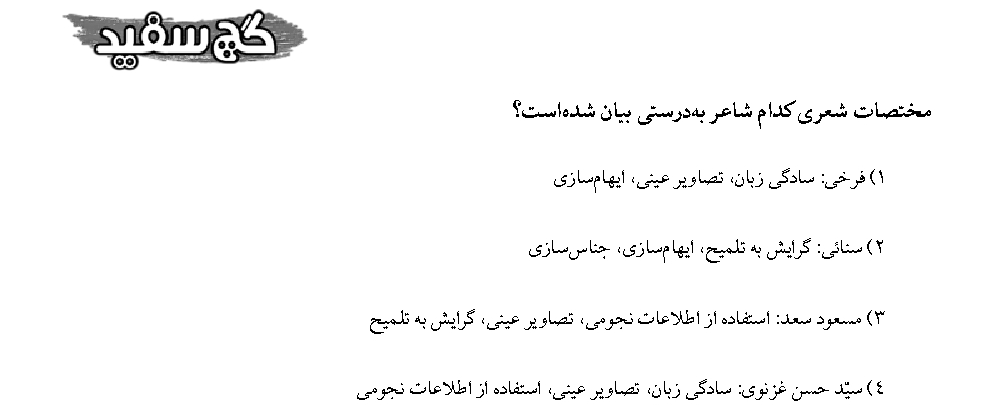 گچ سفید
مختصات شعری کدام شاعر به‌درستی بیان شده‌است؟
۱) فرخی: سادگی زبان، تصاویر عینی، ایهام‌سازی
۲) سنائی: گرایش به تلمیح، ایهام‌سازی، جناس‌سازی
۳) مسعود سعد: استفاده از اطلاعات نجومی، تصاویر عینی، گرایش به تلمیح
۴) سیّد حسن غزنوی: سادگی زبان، تصاویر عینی، استفاده از اطلاعات نجومی